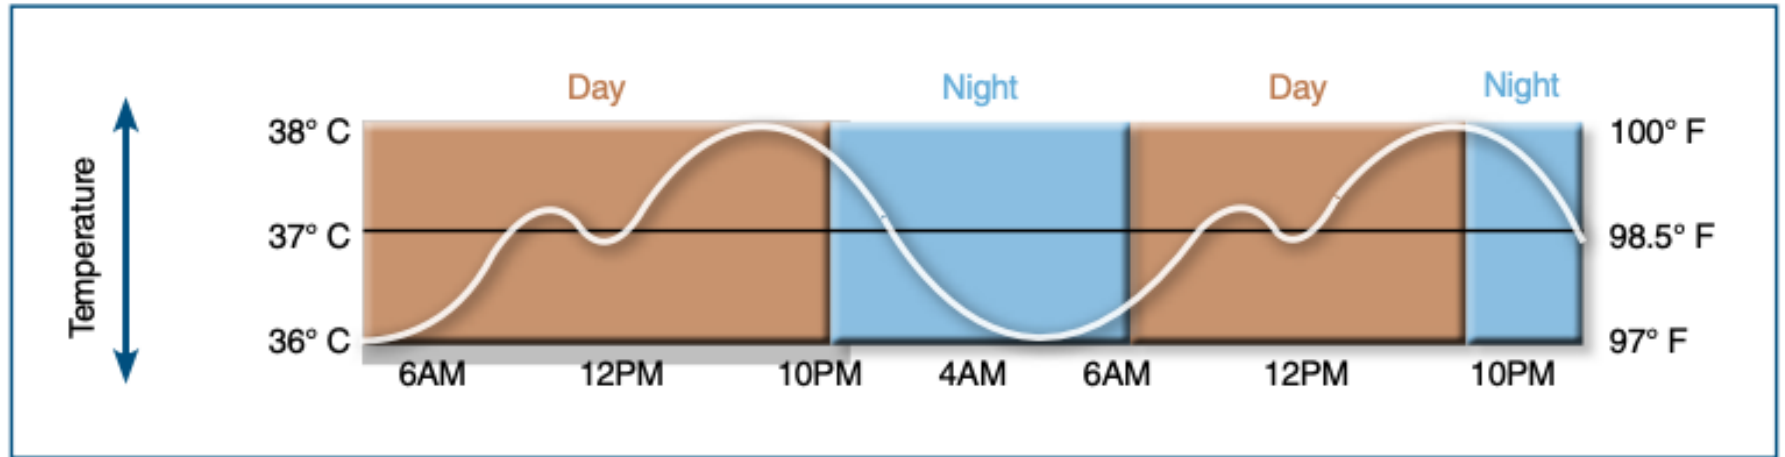 Day Night Day Night
38° C 100° F
Temperature
37° C 98.5° F
36° C 97° F
6AM 12PM 10PM 4AM 6AM 12PM 10PM